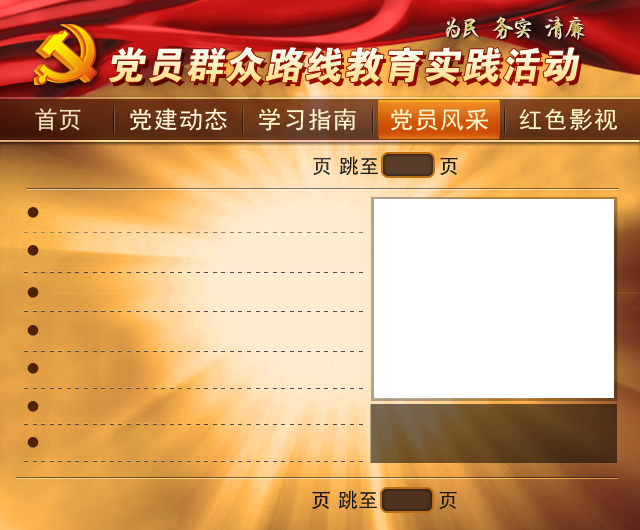 为民 务实 清廉
党员群众路线教育实践活动
首页 党建动态 学习指南 党员风采 红色影视
页 跳至 页
页 跳至 页